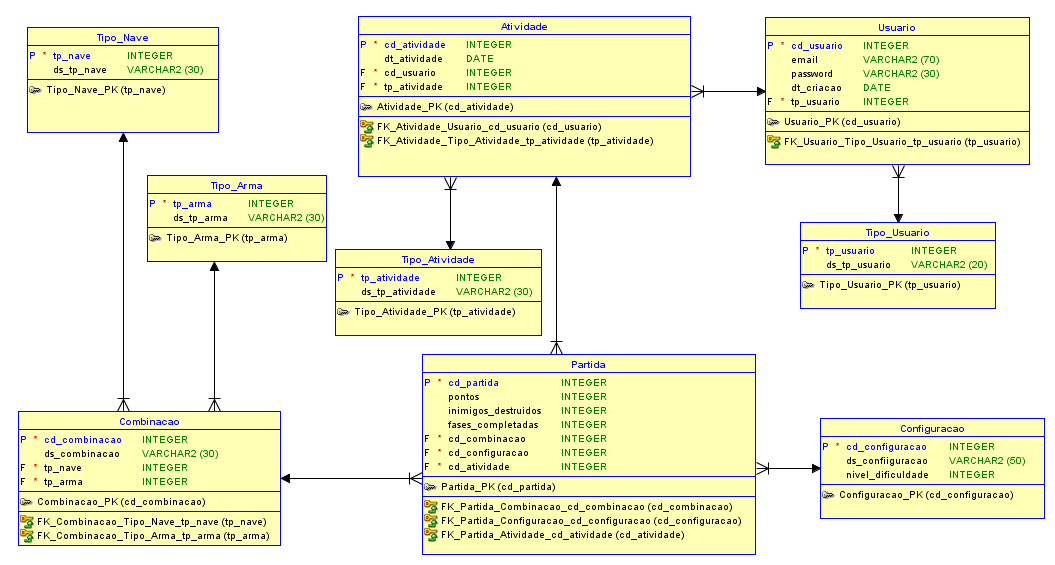 Tipo_Nave
P * tp_nave INTEGER
ds_tp_nave VARCHAR2 (30)
Tipo_Nave_PK (tp_nave)
Atividade
P * cd_atividade INTEGER
dt_atividade DATE
F * cd_usuario INTEGER
F * tp_atividade INTEGER
Atividade_PK (cd_atividade)
FK_Atividade_Usuario_cd_usuario (cd_usuario)
FK_Atividade_Tipo_Atividade_tp_atividade (tp_atividade)
Usuario
P * cd_usuario INTEGER
email VARCHAR2 (70)
password VARCHAR2 (30)
dt_criacao DATE
F * tp_usuario INTEGER
Usuario_PK (cd_usuario)
FK_Usuario_Tipo_Usuario_tp_usuario (tp_usuario)
Tipo_Arma
P * tp_arma INTEGER
ds_tp_arma VARCHAR2 (30)
Tipo_Arma_PK (tp_arma)
Tipo_Atividade
P * tp_atividade INTEGER
ds_tp_atividade VARCHAR2 (30)
Tipo_Atividade_PK (tp_atividade)
Tipo_Usuario
P * tp_usuario INTEGER
ds_tp_usuario VARCHAR2 (20)
Tipo_Usuario_PK (tp_usuario)
Combinacao
P * cd_combinacao INTEGER
ds_combinacao VARCHAR2 (30)
F * tp_nave INTEGER
F * tp_arma INTEGER
Combinacao_PK (cd_combinacao)
FK_Combinacao_Tipo_Nave_tp_nave (tp_nave)
FK_Combinacao_Tipo_Arma_tp_arma (tp_arma)
Partida
P * cd_partida INTEGER
pontos INTEGER
inimigos_destruidos INTEGER
fases_completadas INTEGER
F * cd_combinacao INTEGER
F * cd_configuracao INTEGER
F * cd_atividade INTEGER
Partida_PK (cd_partida)
FK_Partida_Combinacao_cd_combinacao (cd_combinacao)
FK_Partida_Configuracao_cd_configuracao (cd_configuracao)
FK_Partida_Atividade_cd_atividade (cd_atividade)
Configuracao
P * cd_configuracao INTEGER
ds_confiiguracao VARCHAR2 (50)
nivel_dificuldade INTEGER
Configuracao_PK (cd_configuracao)